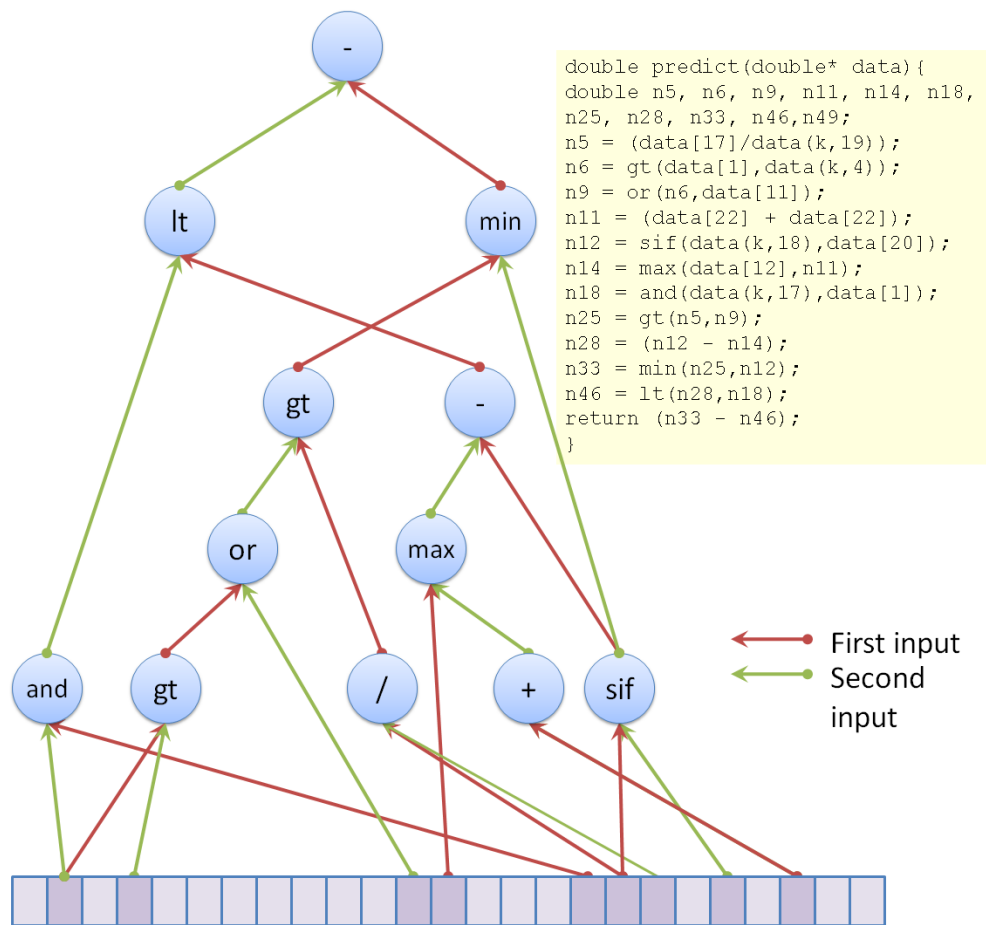 -
double predict(double* data){
double n5, n6, n9, n11, n14, n18,
n25, n28, n33, n46,n49;
n5 = (data[17]/data(k,19));
n6 = gt(data[1],data(k,4));
n9 = or(n6,data[11]);
n11 = (data[22] + data[22]);
n12 = sif(data(k,18),data[20]);
n14 = max(data[12],n11);
n18 = and(data(k,17),data[1]);
n25 = gt(n5,n9);
n28 = (n12 - n14);
n33 = min(n25,n12);
n46 = lt(n28,n18);
return (n33 - n46);
}
lt
min
gt
-
or
max
and
gt
/
+
sif
First input
Second
input